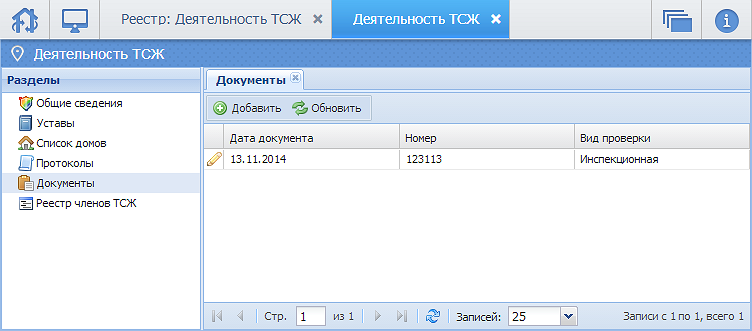 Реестр: Деятельность ТСЖ
Деятельность ТСЖ
Деятельность ТСЖ
Разделы
Общие сведения
Уставы
Список домов
Протоколы
Документы
Реестр членов ТСЖ
Документы
Добавить Обновить
Дата документа Номер Вид проверки
13.11.2014 123113 Инспекционная
Стр. 1 из 1 Записей: 25 Записи с 1 по 1, всего 1